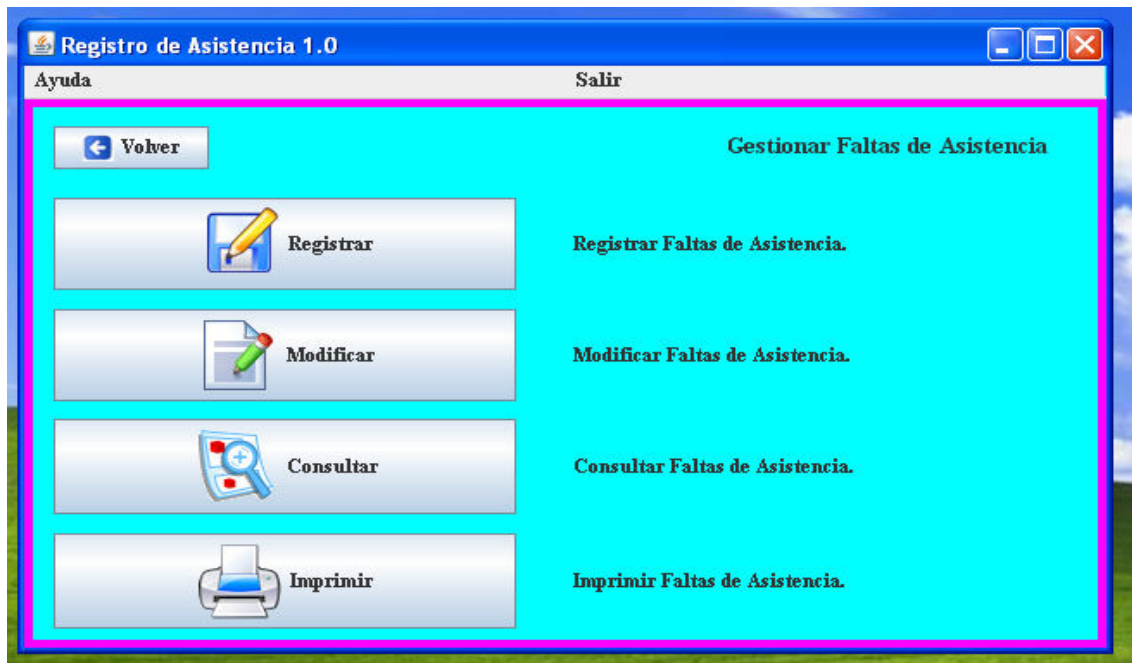 Registro de Asistencia 1.0
Ayuda Salir
Volver Gestionar Faltas de Asistencia
Registrar Registrar Faltas de Asistencia.
Modificar Modificar Faltas de Asistencia.
Consultar Consultar Faltas de Asistencia.
Imprimir Imprimir Faltas de Asistencia.